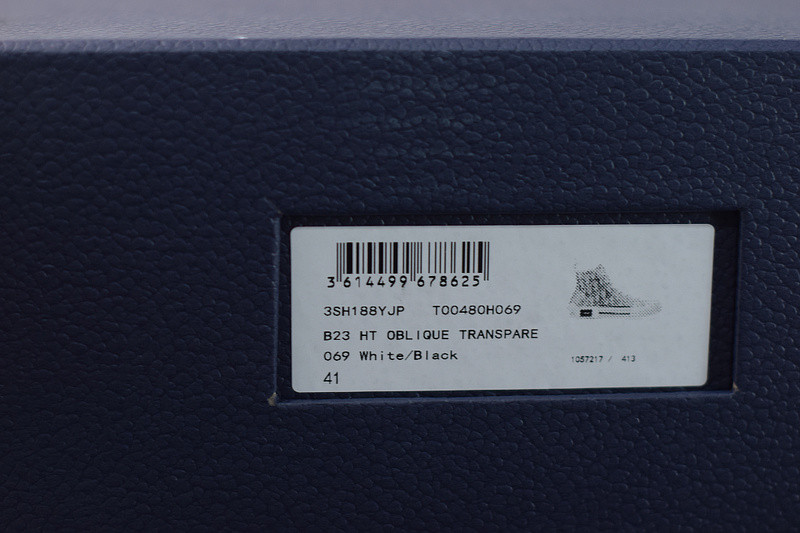 3 614499 678625
3SH188YJP T00480H069
B23 HT OBLIQUE TRANSPARE
069 White/Black
1057217 / 413
41